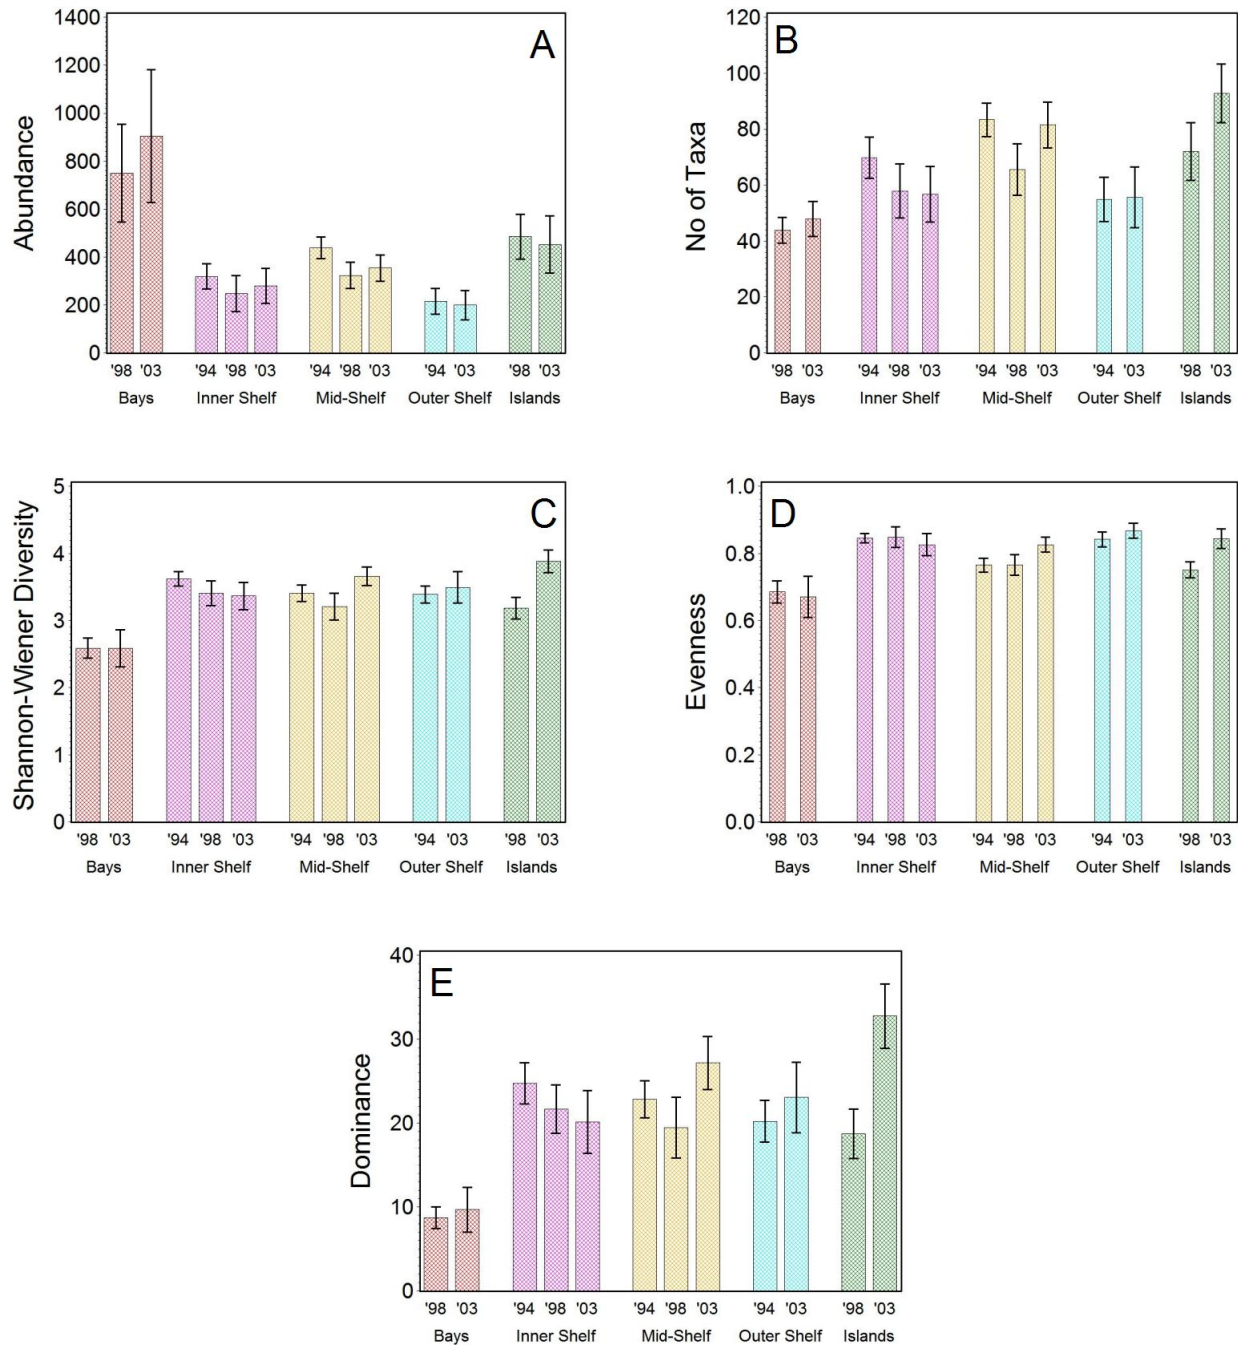 A
Abundance
1400
1200
1000
800
600
400
200
0
'98 '03 '94 '98 '03 '94 '98 '03 '94 '03 '98 '03
Bays Inner Shelf Mid-Shelf Outer Shelf Islands
B
No of Taxa
120
100
80
60
40
20
0
'98 '03 '94 '98 '03 '94 '98 '03 '94 '03 '98 '03
Bays Inner Shelf Mid-Shelf Outer Shelf Islands
C
Shannon-Wiener Diversity
5
4
3
2
1
0
'98 '03 '94 '98 '03 '94 '98 '03 '94 '03 '98 '03
Bays Inner Shelf Mid-Shelf Outer Shelf Islands
D
Evenness
1.0
0.8
0.6
0.4
0.2
0.0
'98 '03 '94 '98 '03 '94 '98 '03 '94 '03 '98 '03
Bays Inner Shelf Mid-Shelf Outer Shelf Islands
E
Dominance
40
30
20
10
0
'98 '03 '94 '98 '03 '94 '98 '03 '94 '03 '98 '03
Bays Inner Shelf Mid-Shelf Outer Shelf Islands